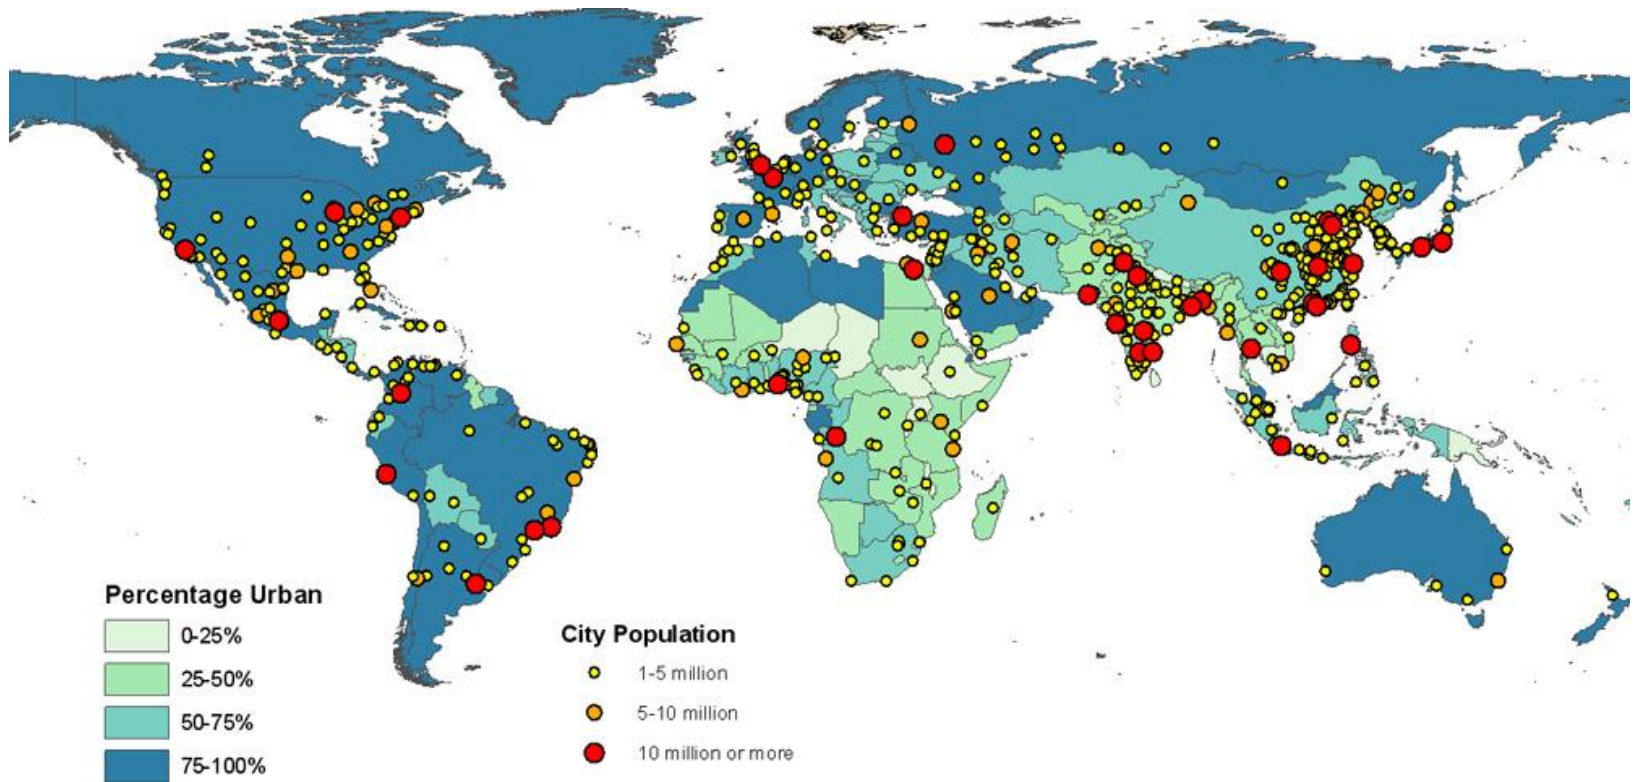 Percentage Urban
0-25%
25-50%
50-75%
75-100%
City Population
1-5 million
5-10 million
10 million or more